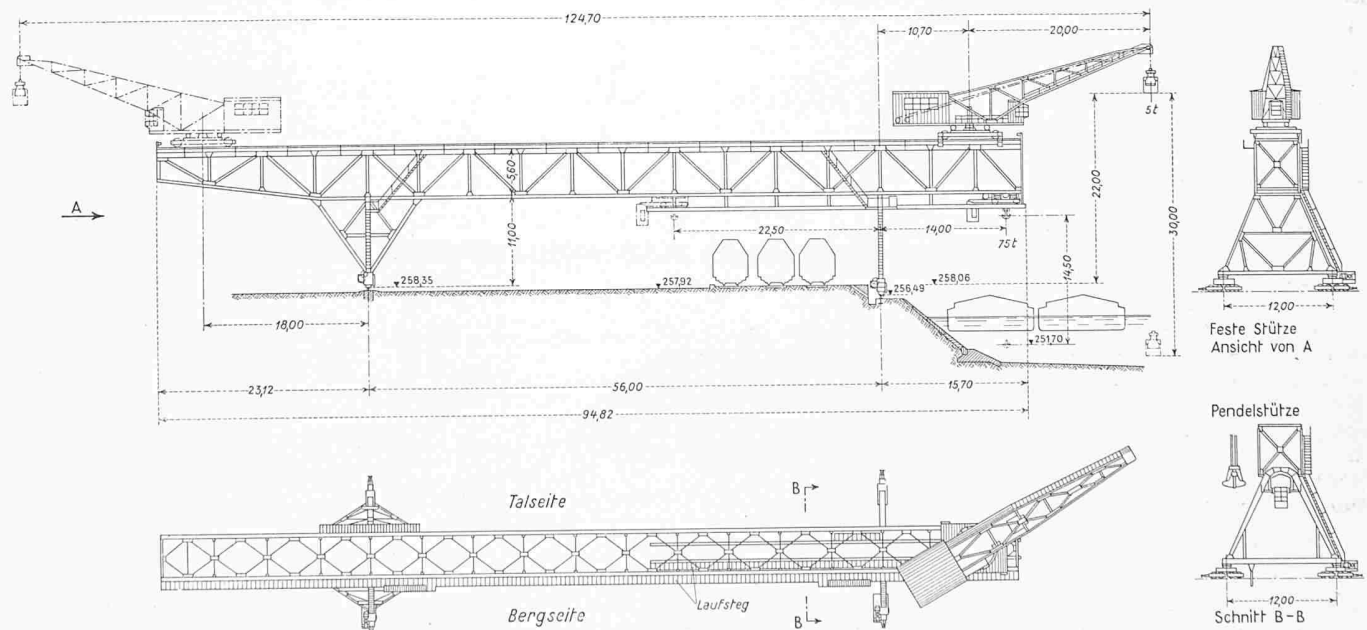 124,70
10,70
20,00
5t
5,60
22,00
30,00
A
11,00
22,50
14,00
75t
14,50
258,35
257,92
258,06
256,49
18,00
251,70
12,00
Feste Stütze
Ansicht von A
23,12
56,00
15,70
94,82
Pendelstütze
Talseite
B
Laufsteg
Bergseite
B
12,00
Schnitt B-B